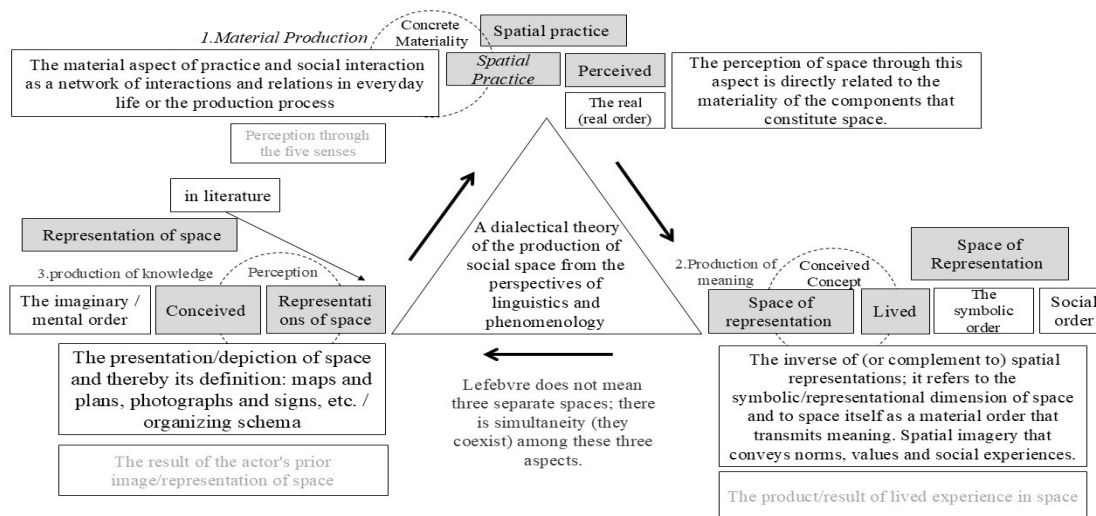 1.Material Production
Concrete
Materiality
Spatial practice
The material aspect of practice and social interaction
as a network of interactions and relations in everyday
life or the production process
Spatial
Practice
Perceived
The real
(real order)
The perception of space through this
aspect is directly related to the
materiality of the components that
constitute space.
Perception through
the five senses
in literature
Representation of space
3.production of knowledge
Perception
The imaginary /
mental order
Conceived
Representati
ons of space
The presentation/depiction of space
and thereby its definition: maps and
plans, photographs and signs, etc. /
organizing schema
The result of the actor's prior
image/representation of space
A dialectical theory
of the production of
social space from the
perspectives of
linguistics and
phenomenology
Lefebvre does not mean
three separate spaces; there
is simultaneity (they
coexist) among these three
aspects.
2.Production of
meaning
Conceived
Concept
Space of
Representation
Space of
representation
Lived
The
symbolic
order
Social
order
The inverse of (or complement to) spatial
representations; it refers to the
symbolic/representational dimension of space
and to space itself as a material order that
transmits meaning. Spatial imagery that
conveys norms, values and social experiences.
The product/result of lived experience in space